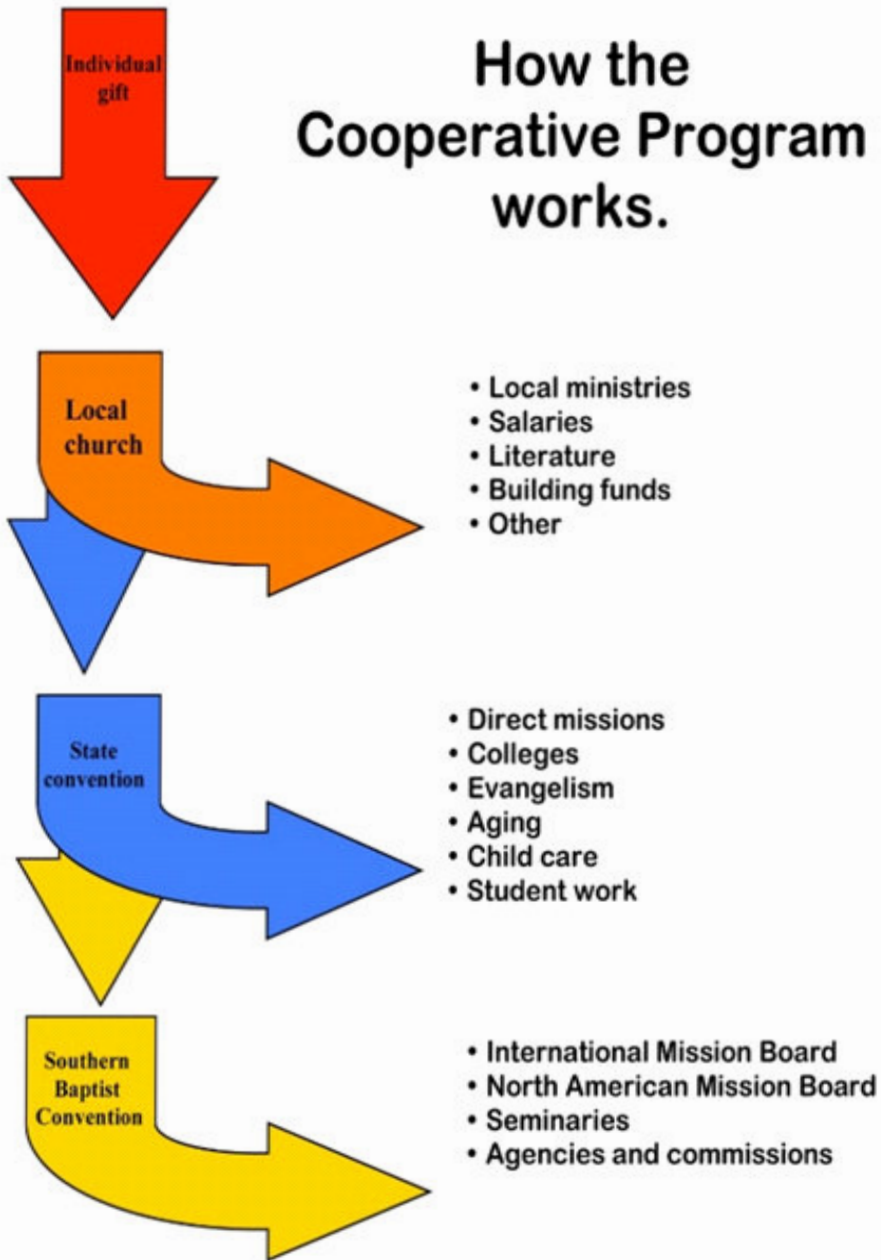 How the
Cooperative Program
works.
Individual
gift
Local
church
• Local ministries
• Salaries
• Literature
• Building funds
• Other
State
convention
• Direct missions
• Colleges
• Evangelism
• Aging
• Child care
• Student work
Southern
Baptist
Convention
• International Mission Board
• North American Mission Board
• Seminaries
• Agencies and commissions